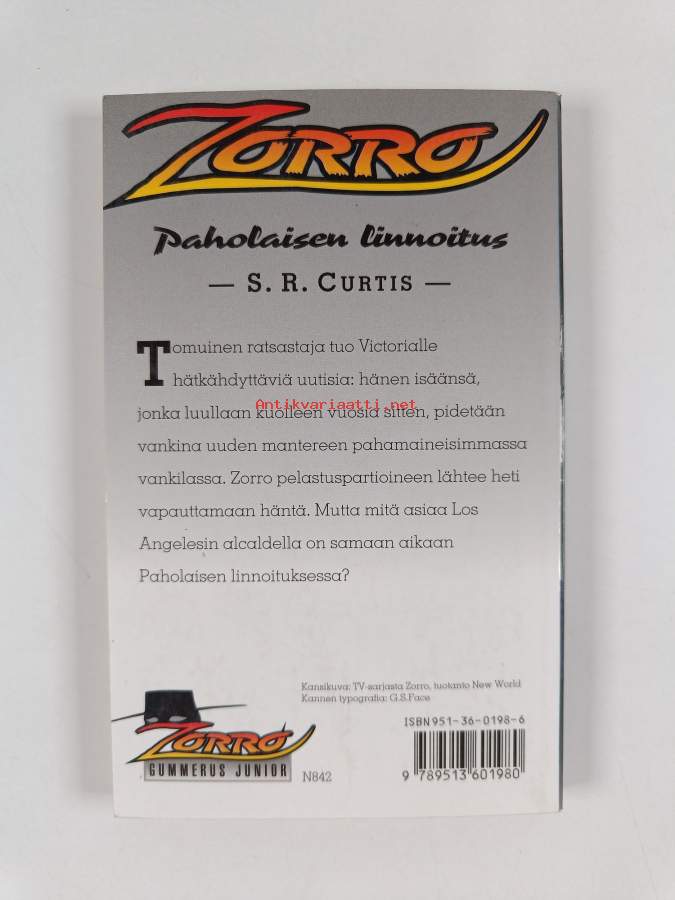 ZORRO
Paholaisen linnoitus
— S. R. CURTIS —
Tomuinen ratsastaja tuo Victorialle
hätkähdyttäviä uutisia: hänen isäänsä,
Antikvariaatti.net
jonka luullaan kuolleen vuosia sitten, pidetään
vankina uuden mantereen pahamaineisimmassa
vankilassa. Zorro pelastuspartioineen lähtee heti
vapauttamaan häntä. Mutta mitä asiaa Los
Angelesin alcaldella on samaan aikaan
Paholaisen linnoituksessa?
Kansikuva: TV-sarjasta Zorro, tuotanto New World
Kannen typografia: G.S.Face
ISBN 951-36-0198-6
ZORRO
GUMMERUS JUNIOR
N842
9 789513 601980